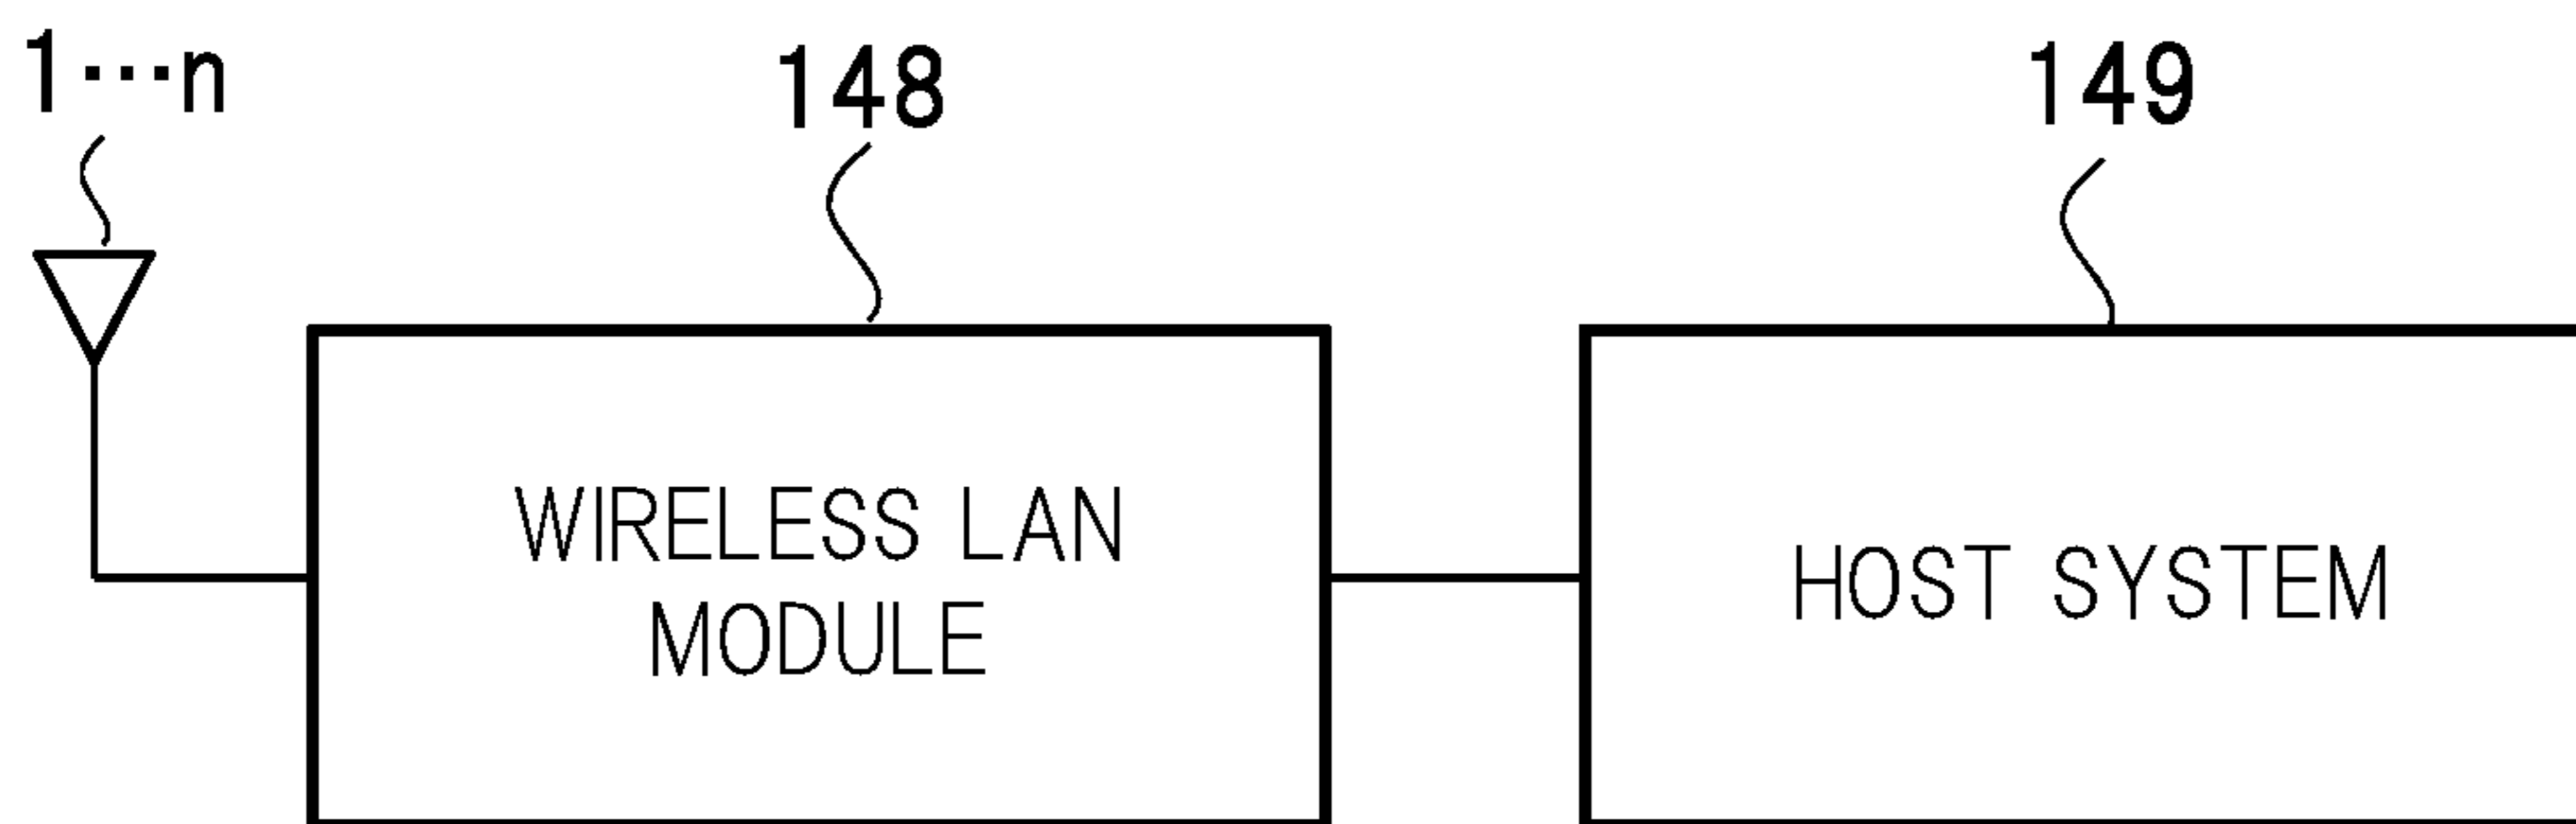 1···n
148
149
WIRELESS LAN
MODULE
HOST SYSTEM